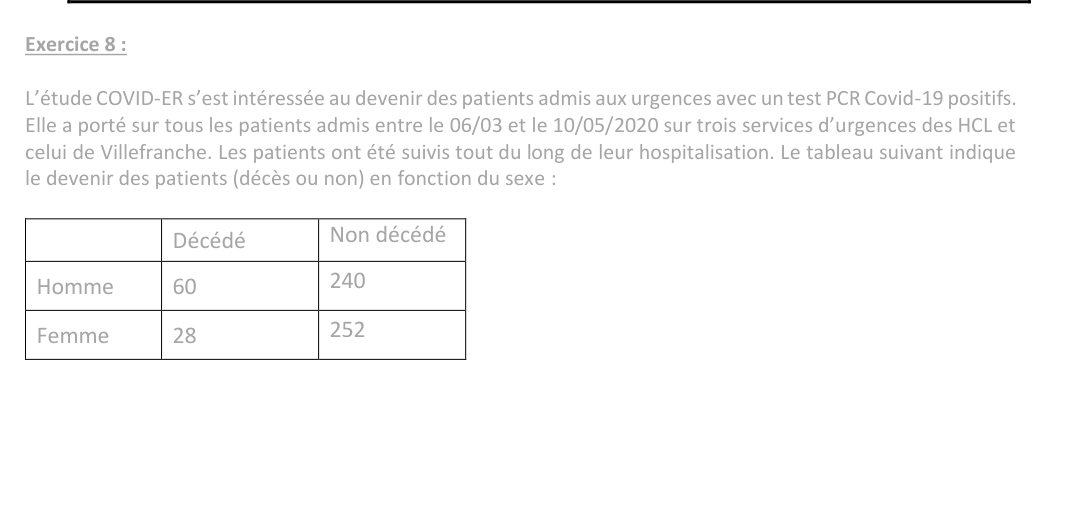 Exercice 8 :
L’étude COVID-ER s’est intéressée au devenir des patients admis aux urgences avec un test PCR Covid-19 positifs.
Elle a porté sur tous les patients admis entre le 06/03 et le 10/05/2020 sur trois services d’urgences des HCL et
celui de Villefranche. Les patients ont été suivis tout du long de leur hospitalisation. Le tableau suivant indique
le devenir des patients (décès ou non) en fonction du sexe :
Décédé Non décédé
Homme 60 240
Femme 28 252